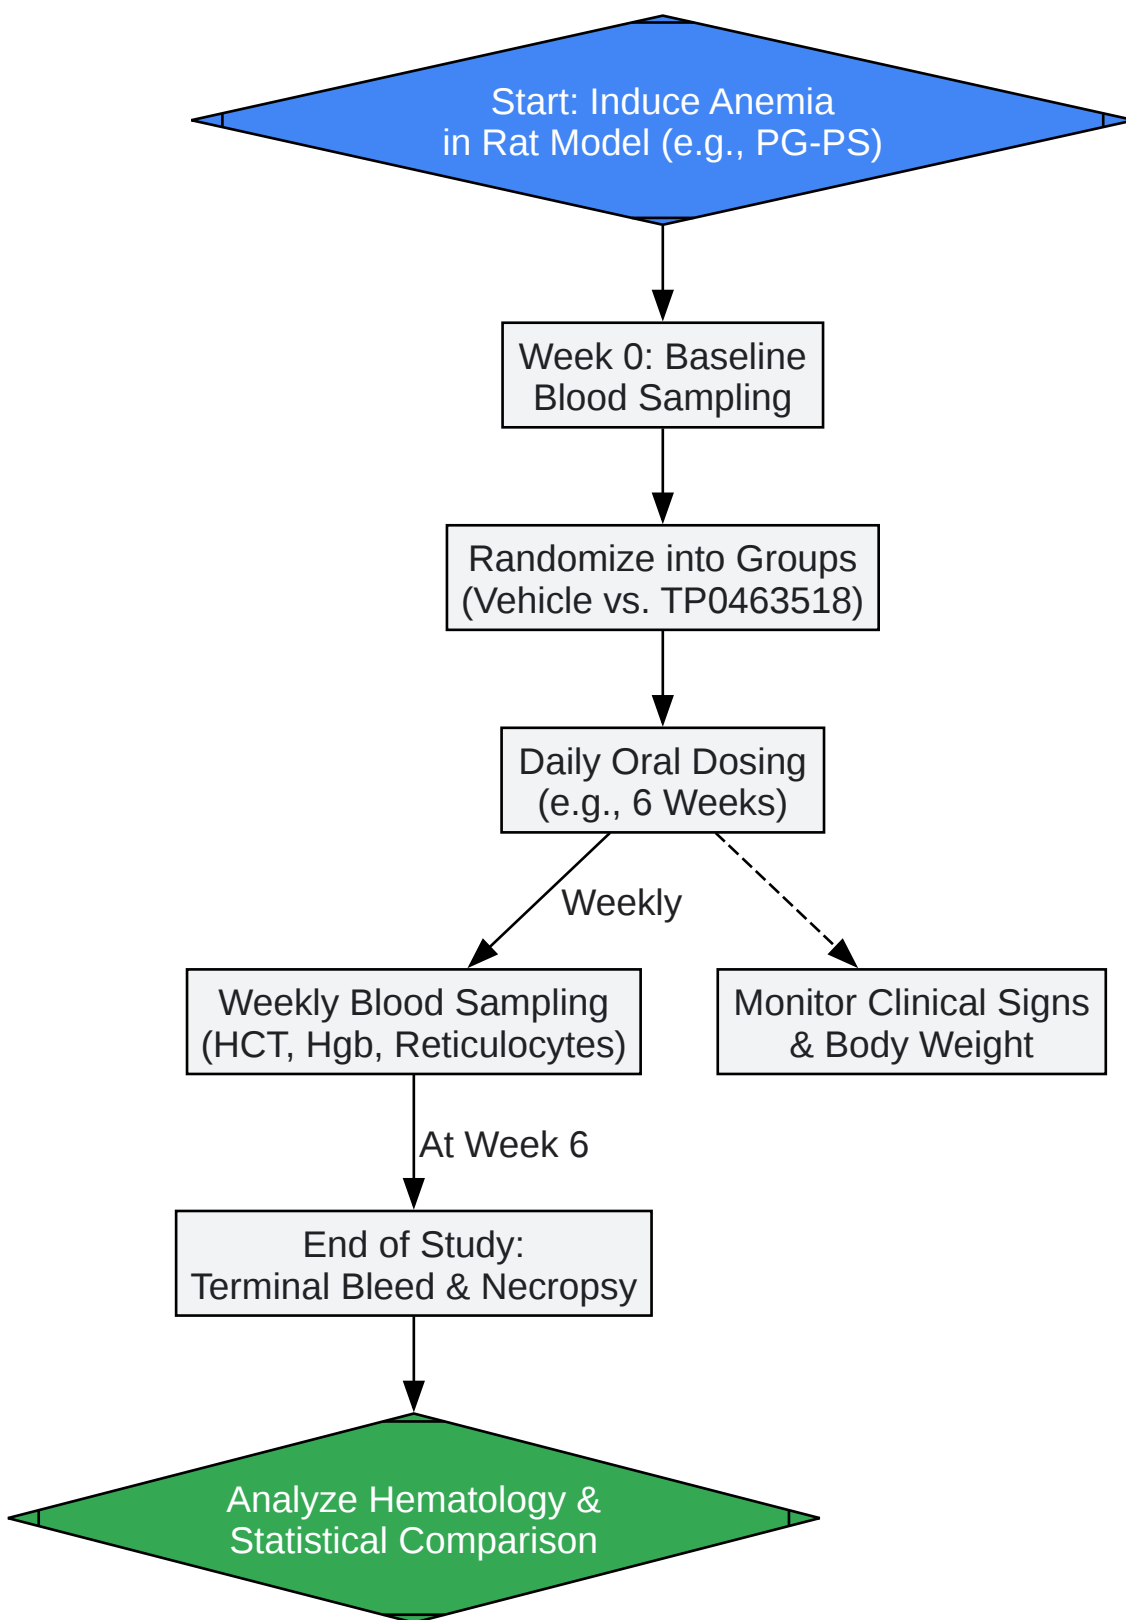 Start: Induce Anemia
in Rat Model (e.g., PG-PS)
Week 0: Baseline
Blood Sampling
Randomize into Groups
(Vehicle vs. TP0463518)
Daily Oral Dosing
(e.g., 6 Weeks)
Weekly
Weekly Blood Sampling
(HCT, Hgb, Reticulocytes)
Monitor Clinical Signs
& Body Weight
At Week 6
End of Study:
Terminal Bleed & Necropsy
Analyze Hematology &
Statistical Comparison